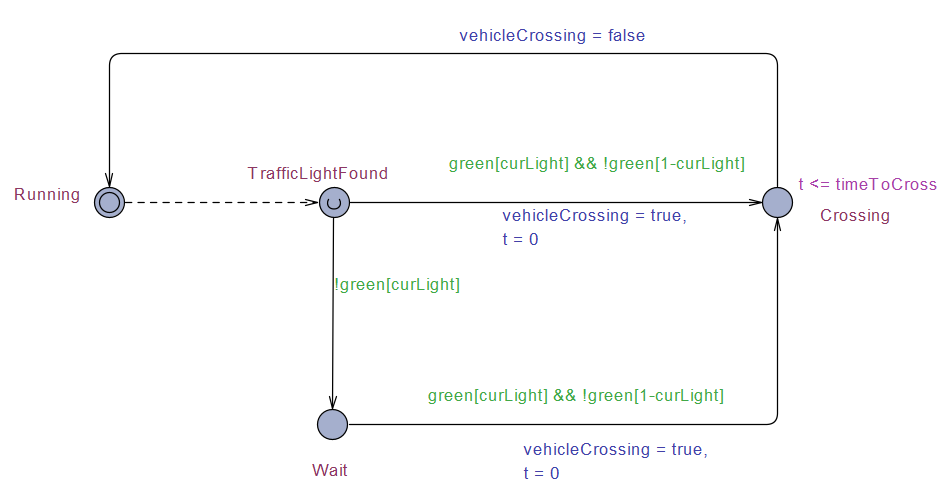 vehicleCrossing = false
TrafficLightFound
green[curLight] && !green[1-curLight]
Running
t <= timeToCross
vehicleCrossing = true,
t = 0
Crossing
!green[curLight]
green[curLight] && !green[1-curLight]
vehicleCrossing = true,
t = 0
Wait